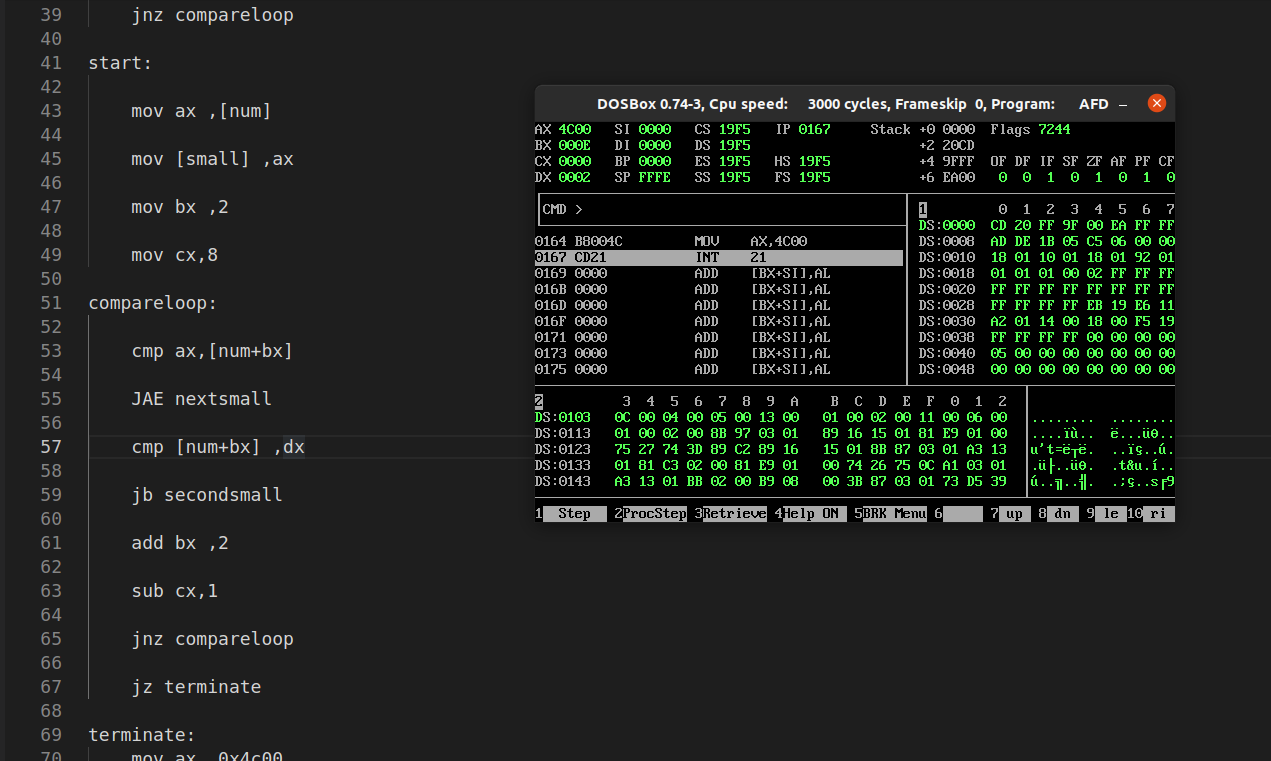 39 jnz compareloop
40
41 start:
42
43 mov ax ,[num]
44
45 mov [small] ,ax
46
47 mov bx ,2
48
49 mov cx,8
50
51 compareloop:
52
53 cmp ax,[num+bx]
54
55 JAE nextsmall
56
57 cmp [num+bx] ,dx
58
59 jb secondsmall
60
61 add bx ,2
62
63 sub cx,1
64
65 jnz compareloop
66
67 jz terminate
68
69 terminate:
70 mov ax, 0x4c00
DOSBox 0.74-3, Cpu speed: 3000 cycles, Frameskip 0, Program: AFD
AX 4C00 SI 0000 CS 19F5 IP 0167 Stack +0 0000 Flags 7244
BX 000E DI 0000 DS 19F5 +2 20CD
CX 0000 BP 0000 ES 19F5 HS 19F5 +4 9FFF OF DF IF SF ZF AF PF CF
DX 0002 SP FFFE SS 19F5 FS 19F5 +6 EA00 0 0 1 0 1 0 1 0
CMD >
0164 B8004C MOV AX,4C00
0167 CD21 INT 21
0169 0000 ADD [BX+SI],AL
016B 0000 ADD [BX+SI],AL
016D 0000 ADD [BX+SI],AL
016F 0000 ADD [BX+SI],AL
0171 0000 ADD [BX+SI],AL
0173 0000 ADD [BX+SI],AL
0175 0000 ADD [BX+SI],AL
1 0 1 2 3 4 5 6 7
DS:0000 CD 20 FF 9F 00 EA FF FF
DS:0008 AD DE 1B 05 C5 06 00 00
DS:0010 18 01 10 01 18 01 92 01
DS:0018 01 01 01 00 02 FF FF FF
DS:0020 FF FF FF FF FF FF FF FF
DS:0028 FF FF FF FF EB 19 E6 11
DS:0030 A2 01 14 00 18 00 F5 19
DS:0038 FF FF FF FF 00 00 00 00
DS:0040 05 00 00 00 00 00 00 00
DS:0048 00 00 00 00 00 00 00 00
2 3 4 5 6 7 8 9 A B C D E F 0 1 2
DS:0103 0C 00 04 00 05 00 13 00 01 00 02 00 11 00 06 00 ........ ........
DS:0113 01 00 02 00 8B 97 03 01 89 16 15 01 81 E9 01 00
DS:0123 75 27 74 3D 89 C2 89 16 15 01 8B 87 03 01 A3 13
DS:0133 01 81 C3 02 00 81 E9 01 00 74 26 75 0C A1 03 01
DS:0143 A3 13 01 BB 02 00 B9 08 00 3B 87 03 01 73 D5 39
1 Step 2ProcStep 3Retrieve 4Help ON 5BRK Menu 6 7 up 8 dn 9 le 10 ri